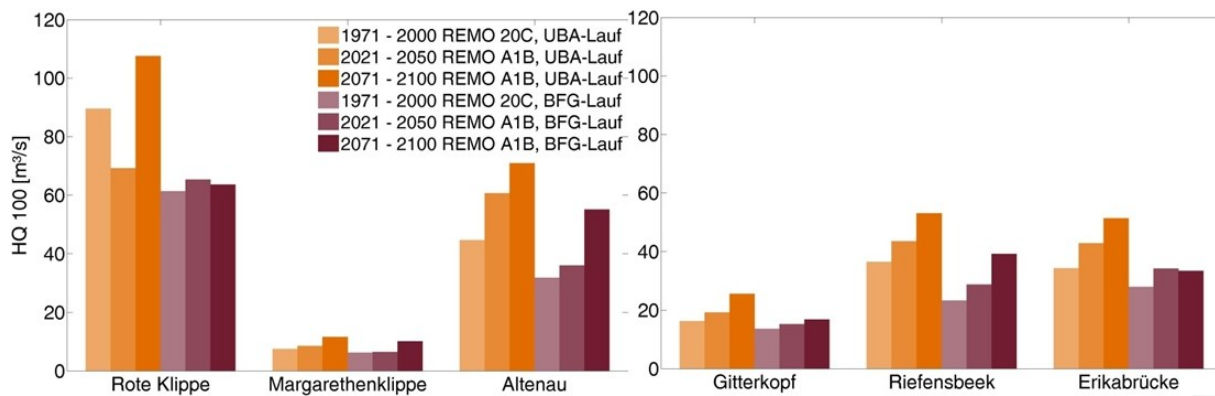 120
100
80
60
40
20
0
HQ 100 [m³/s]
1971 - 2000 REMO 20C, UBA-Lauf
2021 - 2050 REMO A1B, UBA-Lauf
2071 - 2100 REMO A1B, UBA-Lauf
1971 - 2000 REMO 20C, BFG-Lauf
2021 - 2050 REMO A1B, BFG-Lauf
2071 - 2100 REMO A1B, BFG-Lauf
Rote Klippe
Margarethenklippe
Altenau
120
100
80
60
40
20
0
Gitterkopf
Riefensbeek
Erikabrücke